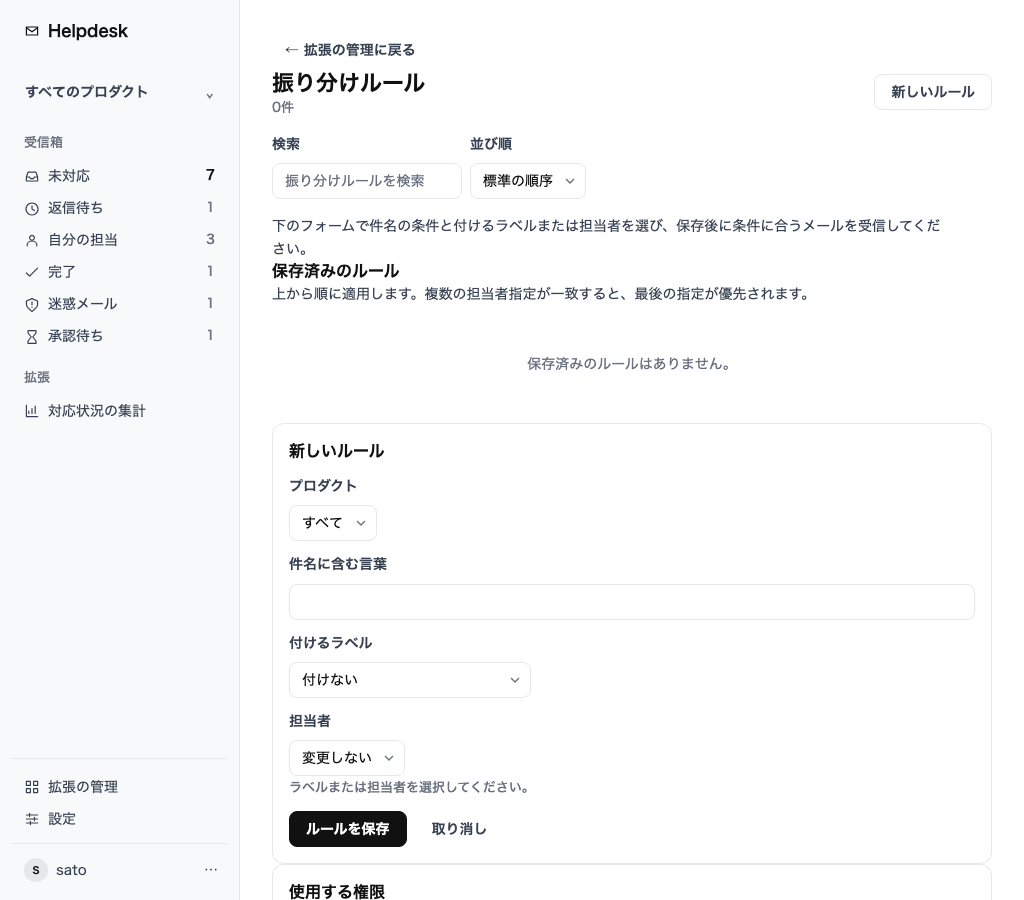 Helpdesk
すべてのプロダクト
受信箱
未対応 7
返信待ち 1
自分の担当 3
完了 1
迷惑メール 1
承認待ち 1
拡張
対応状況の集計
拡張の管理
設定
S sato ...
← 拡張の管理に戻る
振り分けルール
0件
新しいルール
検索 並び順
振り分けルールを検索 標準の順序
下のフォームで件名の条件と付けるラベルまたは担当者を選び、保存後に条件に合うメールを受信してくだ
さい。
保存済みのルール
上から順に適用します。複数の担当者指定が一致すると、最後の指定が優先されます。
保存済みのルールはありません。
新しいルール
プロダクト
すべて
件名に含む言葉
付けるラベル
付けない
担当者
変更しない
ラベルまたは担当者を選択してください。
ルールを保存 取り消し
使用する権限